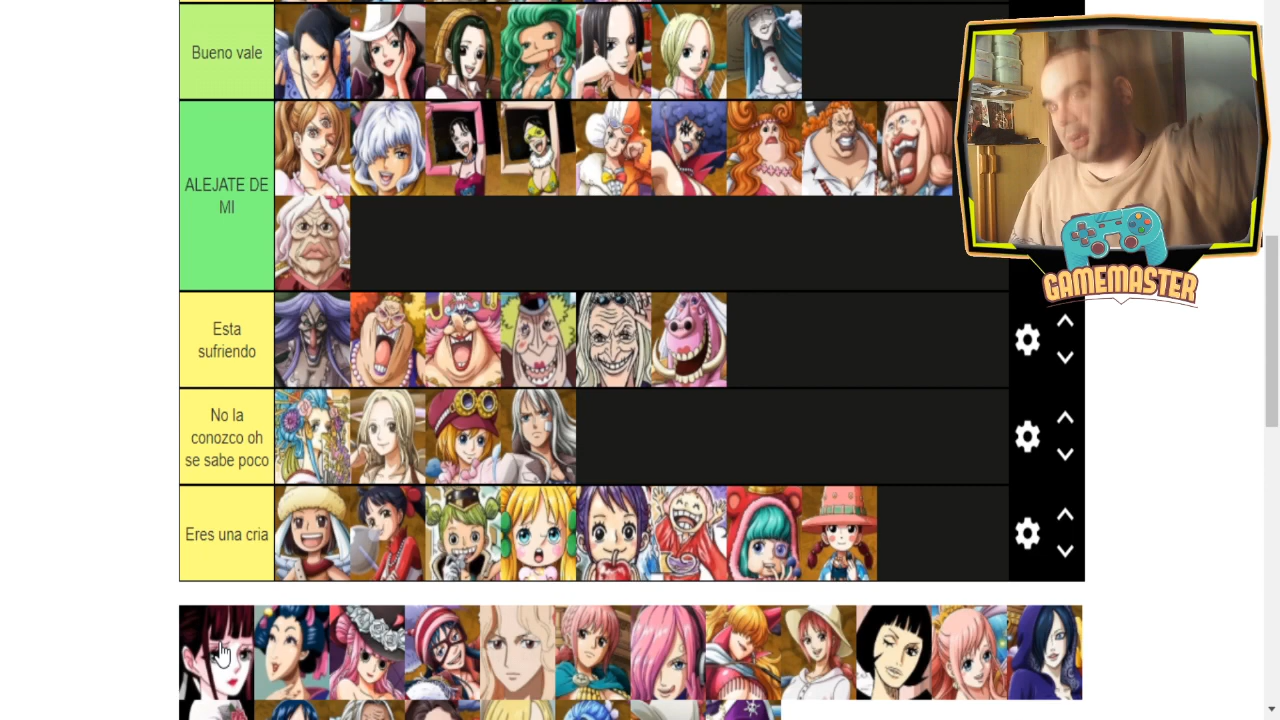 Bueno vale
ALEJATE DE
MI
Esta
sufriendo
No la
conozco oh
se sabe poco
Eres una cria
GAMEMASTER